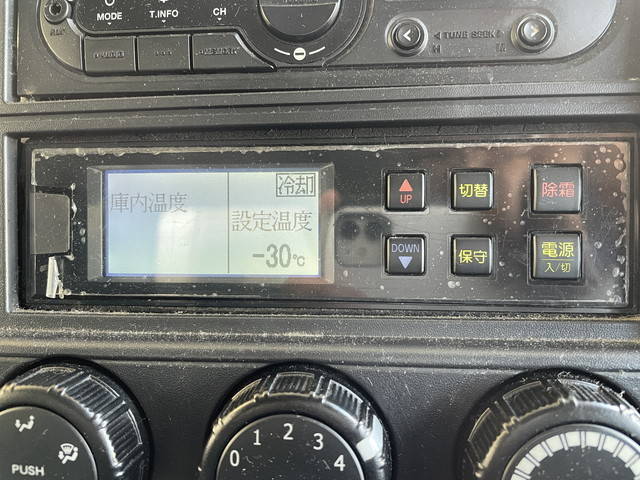 MODE
T.INFO
CH
TUNE SEEK
冷却
庫内温度
設定温度
-30℃
UP
切替
除霜
DOWN
保守
電源
入/切
PUSH
0 1 2 3 4